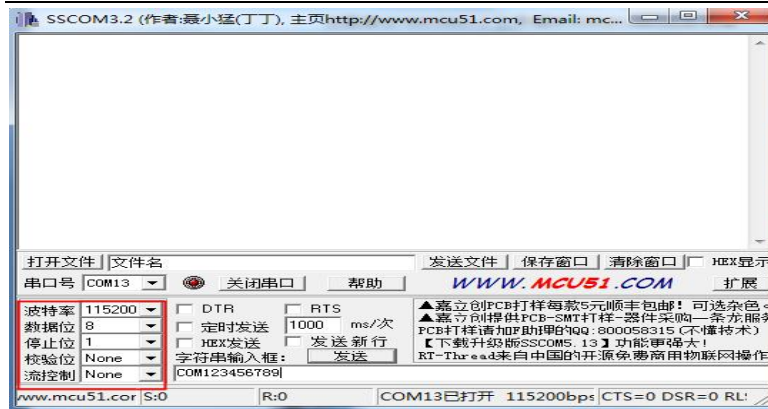 SSCOM3.2 (作者:聂小猛(丁丁), 主页http://www.mcu51.com, Email: mc...
打开文件 文件名 发送文件 保存窗口 清除窗口 HEX显示
串口号 COM13 关闭串口 帮助 WWW.MCU51.COM 扩展
波特率 115200 DTR RTS
数据位 8 定时发送 1000 ms/次
停止位 1 HEX发送 发送新行
校验位 None 字符串输入框: 发送
流控制 None COM123456789
▲嘉立创PCB打样每款5元顺丰包邮! 可选杂色。
▲嘉立创提供PCB-SMT打样-器件采购一条龙服务
PCB打样请加QF助理的QQ:800058315(不懂技术)
【下载升级版SSCOM5.13】功能更强大!
RT-Thread来自中国的开源免费商用物联网操作
www.mcu51.cor S:0 R:0 COM13已打开 115200bps CTS=0 DSR=0 RL